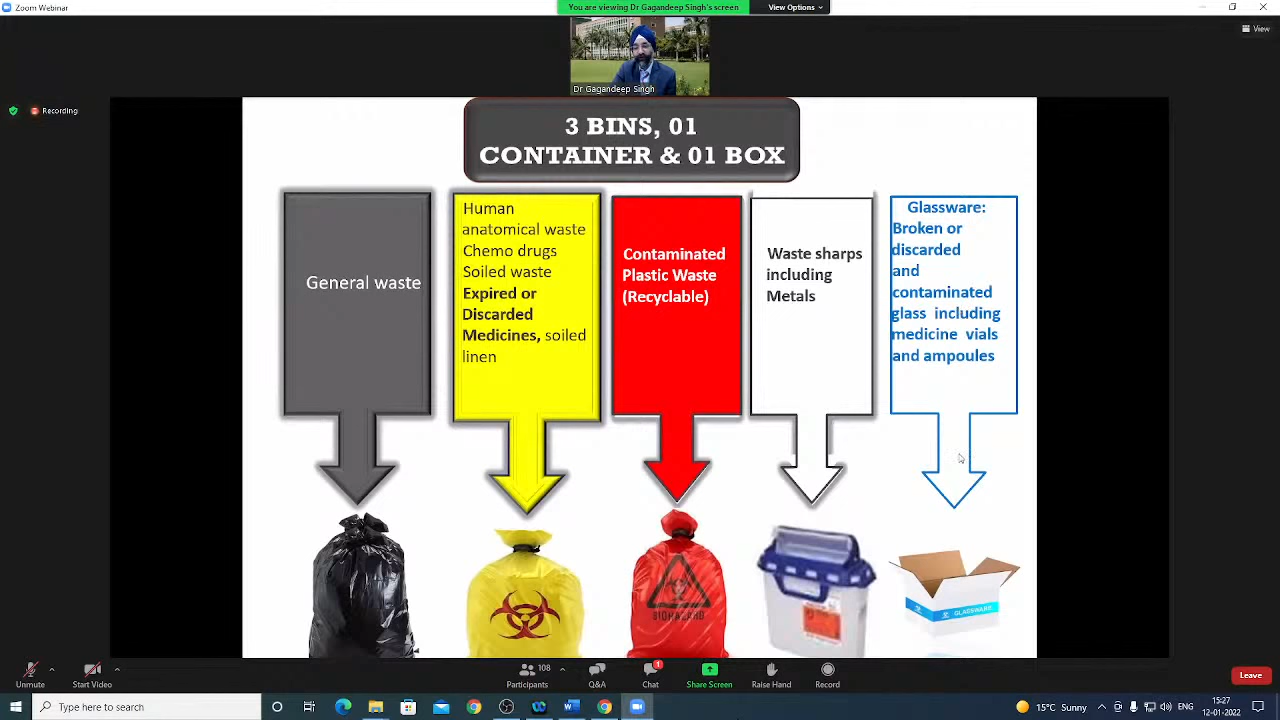 Zoom Webinar
You are viewing Dr Gagandeep Singh's screen
View Options
View
Dr Gagandeep Singh
Recording
3 BINS, 01
CONTAINER & 01 BOX
General waste
Human
anatomical waste
Chemo drugs
Soiled waste
Expired or
Discarded
Medicines, soiled
linen
Contaminated
Plastic Waste
(Recyclable)
Waste sharps
including
Metals
Glassware:
Broken or
discarded
and
contaminated
glass including
medicine vials
and ampoules
BIOHAZARD
GLASSWARE
Unmute
Start Video
108
Participants
Q&A
1
Chat
Share Screen
Raise Hand
Record
Leave
Type here to search
15°C Sunny
ENG
15:27
12-01-2022